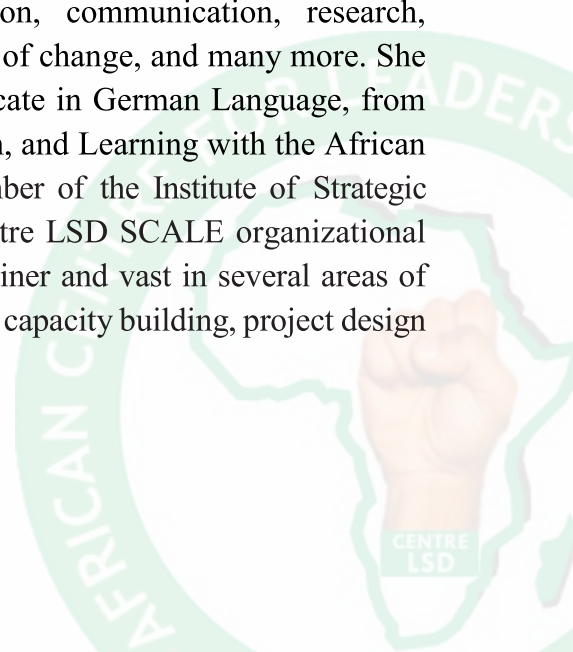 on, communication, research,
of change, and many more. She
cate in German Language, from
n, and Learning with the African
ber of the Institute of Strategic
tre LSD SCALE organizational
iner and vast in several areas of
capacity building, project design
AFRICAN CENTRE FOR LEADERS
CENTRE
LSD